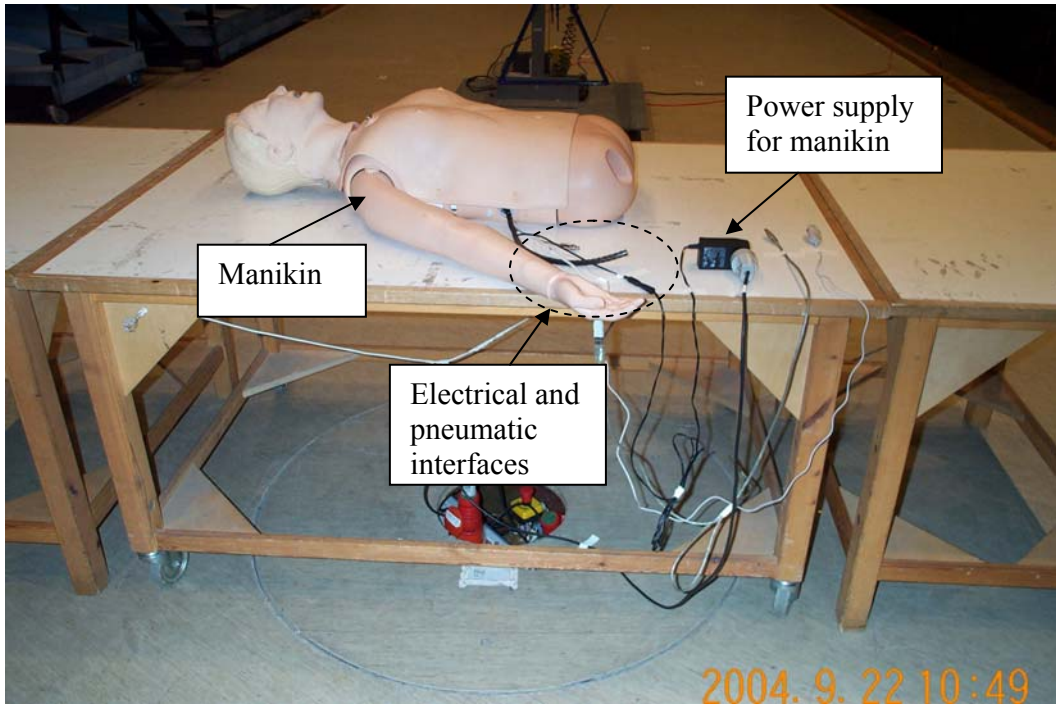 Power supply
for manikin
Manikin
Electrical and
pneumatic
interfaces
2004. 9. 22 10:49